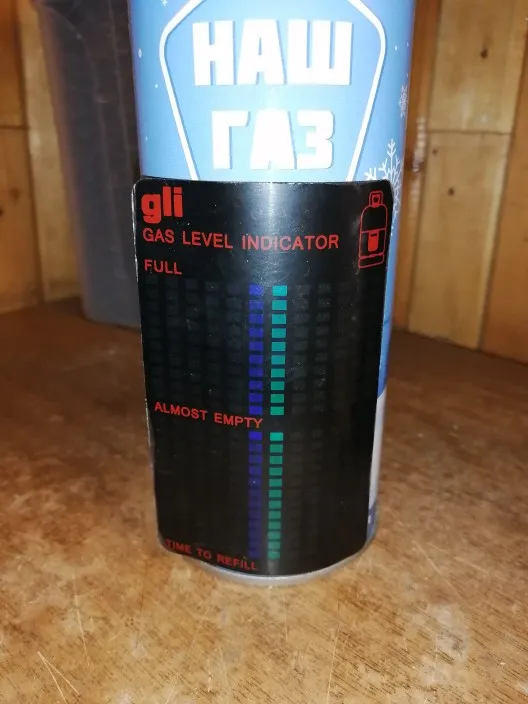 НАШ
ГАЗ
gli
GAS LEVEL INDICATOR
FULL
ALMOST EMPTY
TIME TO REFILL